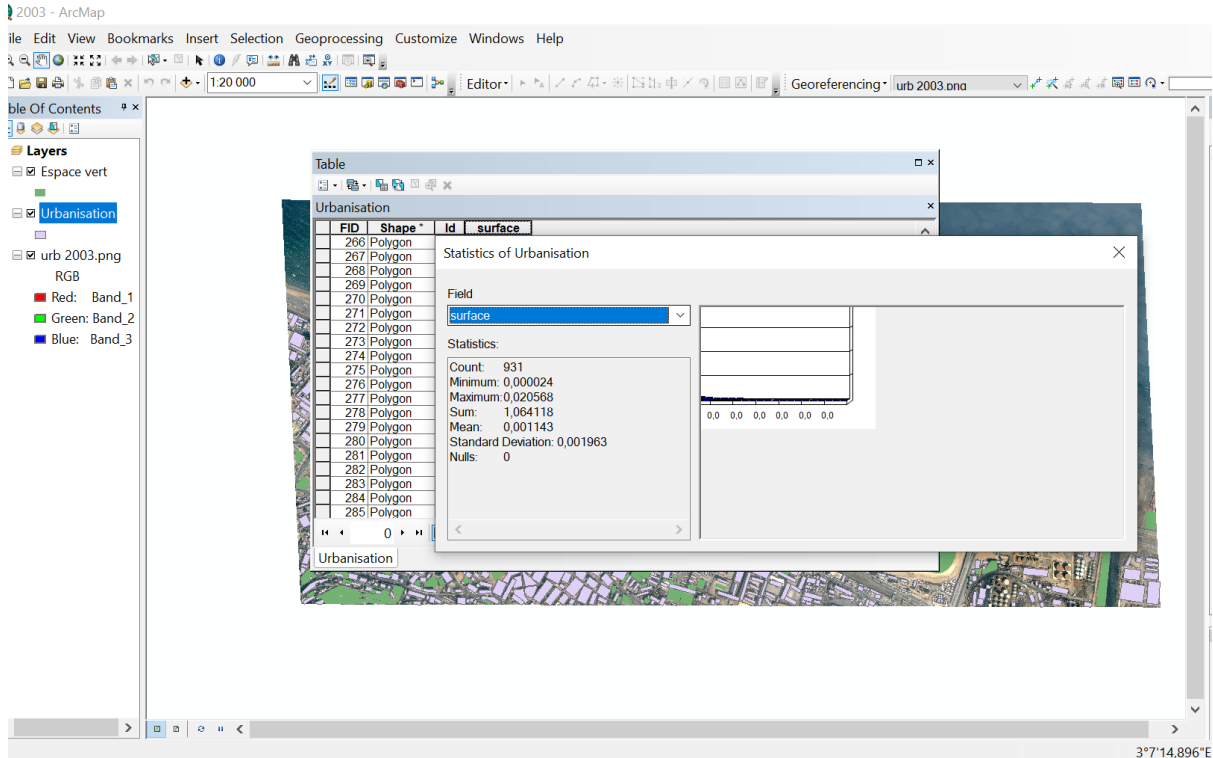 2003 - ArcMap
ile Edit View Bookmarks Insert Selection Geoprocessing Customize Windows Help
1:20 000 Editor Georeferencing urb 2003.png
ble Of Contents
Layers
Espace vert
Urbanisation
urb 2003.png
RGB
Red: Band_1
Green: Band_2
Blue: Band_3
Table
Urbanisation
FID Shape * Id surface
266 Polygon
267 Polygon
268 Polygon
269 Polygon
270 Polygon
271 Polygon
272 Polygon
273 Polygon
274 Polygon
275 Polygon
276 Polygon
277 Polygon
278 Polygon
279 Polygon
280 Polygon
281 Polygon
282 Polygon
283 Polygon
284 Polygon
285 Polygon
0
Urbanisation
Statistics of Urbanisation
Field
surface
Statistics:
Count: 931
Minimum: 0,000024
Maximum: 0,020568
Sum: 1,064118
Mean: 0,001143
Standard Deviation: 0,001963
Nulls: 0
0,0 0,0 0,0 0,0 0,0 0,0
3°7'14,896"E